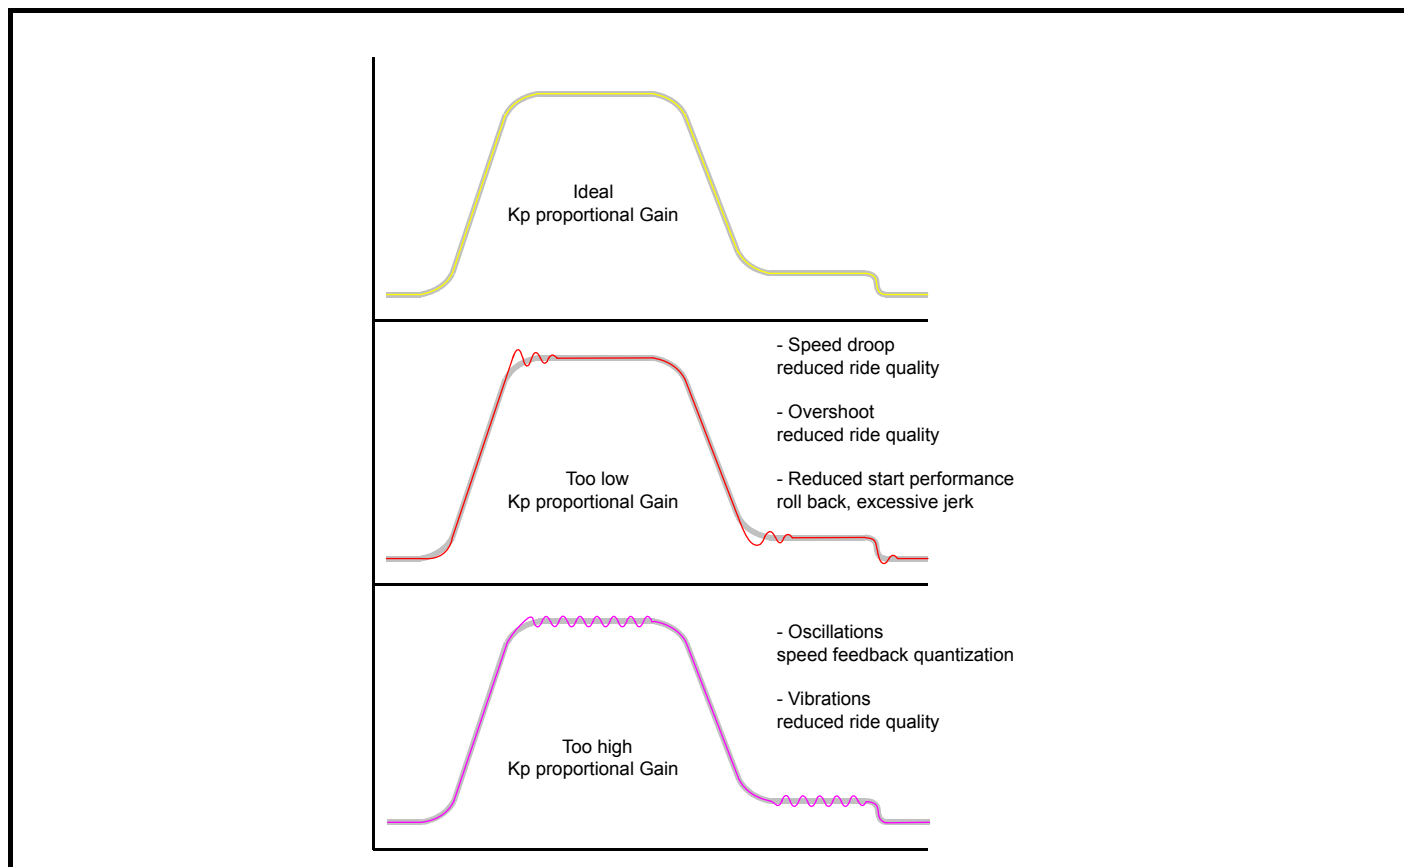 Ideal
Kp proportional Gain
- Speed droop
reduced ride quality
- Overshoot
reduced ride quality
- Reduced start performance
roll back, excessive jerk
Too low
Kp proportional Gain
- Oscillations
speed feedback quantization
- Vibrations
reduced ride quality
Too high
Kp proportional Gain